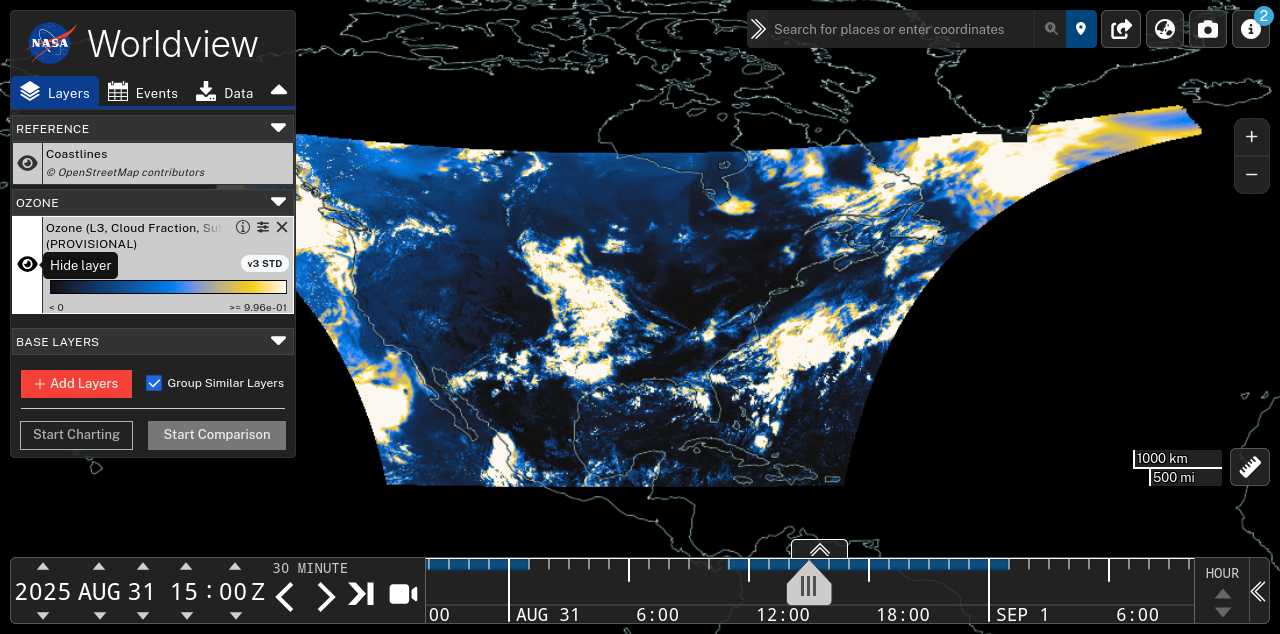 NASA
Worldview
Layers
Events
Data
REFERENCE
Coastlines
© OpenStreetMap contributors
OZONE
Ozone (L3, Cloud Fraction, Su
(PROVISIONAL)
Hide layer
v3 STD
< 0
>= 9.96e-01
BASE LAYERS
+ Add Layers
Group Similar Layers
Start Charting
Start Comparison
Search for places or enter coordinates
2
+
−
1000 km
500 mi
2025 AUG 31 15 : 00 Z
30 MINUTE
00
AUG 31
6:00
12:00
18:00
SEP 1
6:00
HOUR